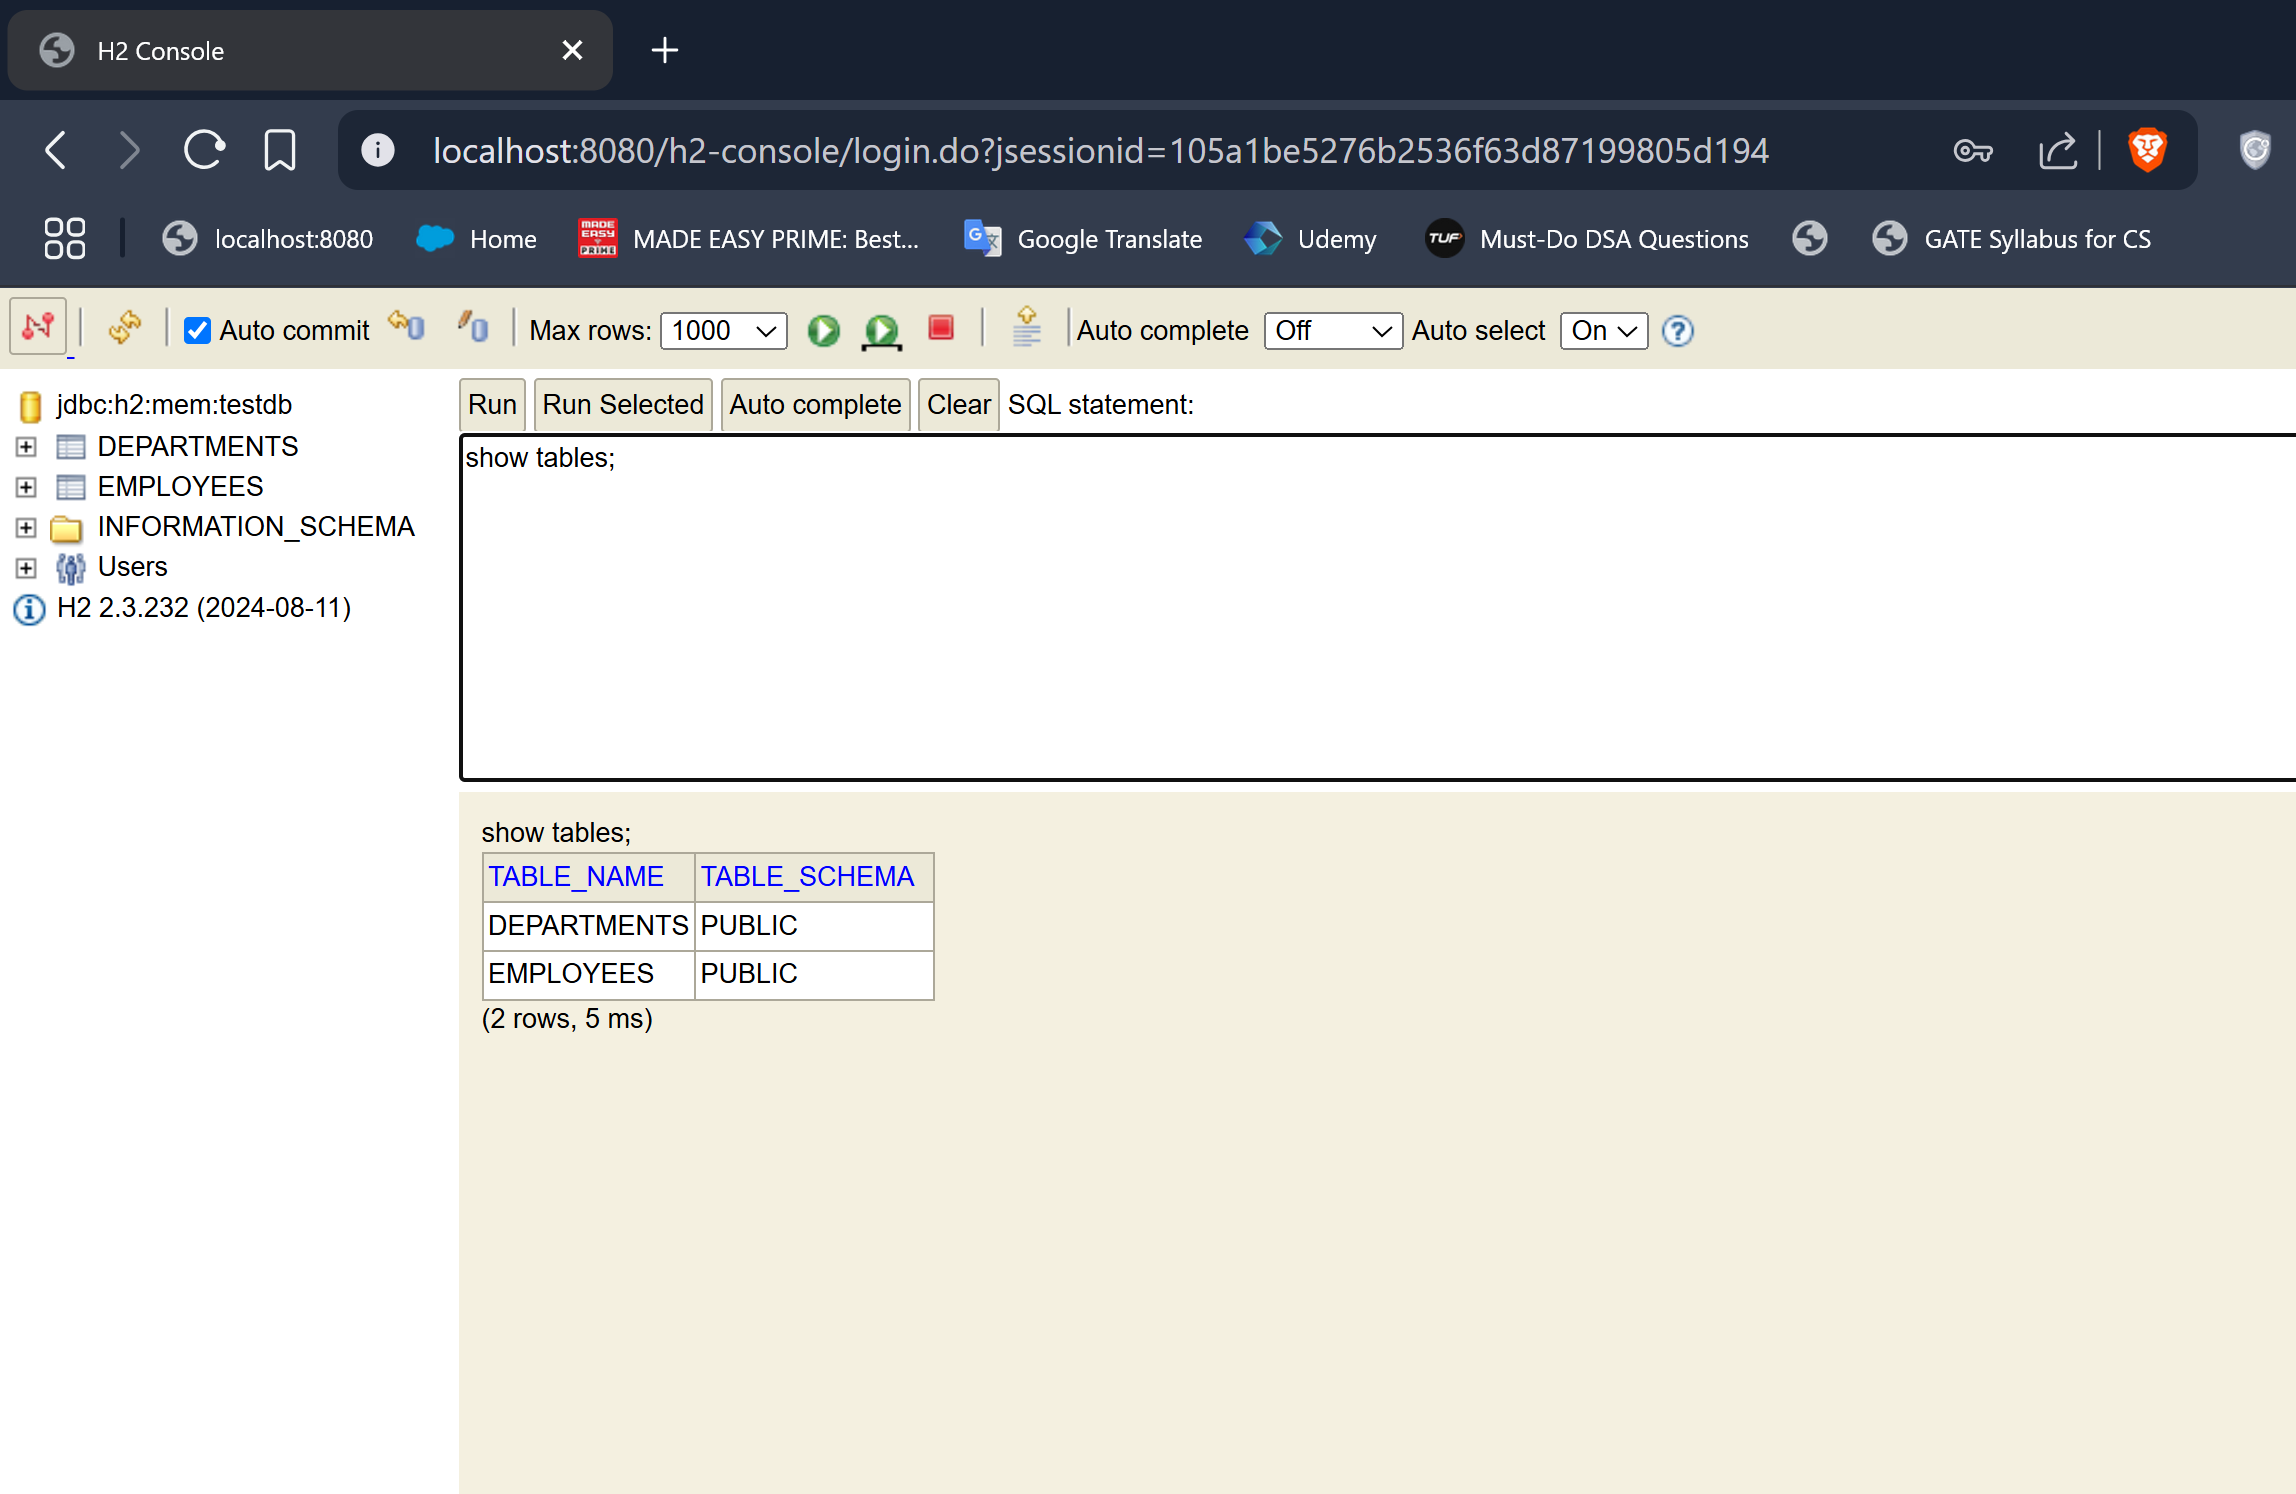 H2 Console
localhost:8080/h2-console/login.do?jsessionid=105a1be5276b2536f63d87199805d194
localhost:8080 Home MADE EASY PRIME MADE EASY PRIME: Best... G Google Translate Udemy TUF Must-Do DSA Questions GATE Syllabus for CS
Auto commit Max rows: 1000 Auto complete Off Auto select On ?
jdbc:h2:mem:testdb
DEPARTMENTS
EMPLOYEES
INFORMATION_SCHEMA
Users
H2 2.3.232 (2024-08-11)
Run Run Selected Auto complete Clear SQL statement:
show tables;
show tables;
TABLE_NAME TABLE_SCHEMA
DEPARTMENTS PUBLIC
EMPLOYEES PUBLIC
(2 rows, 5 ms)